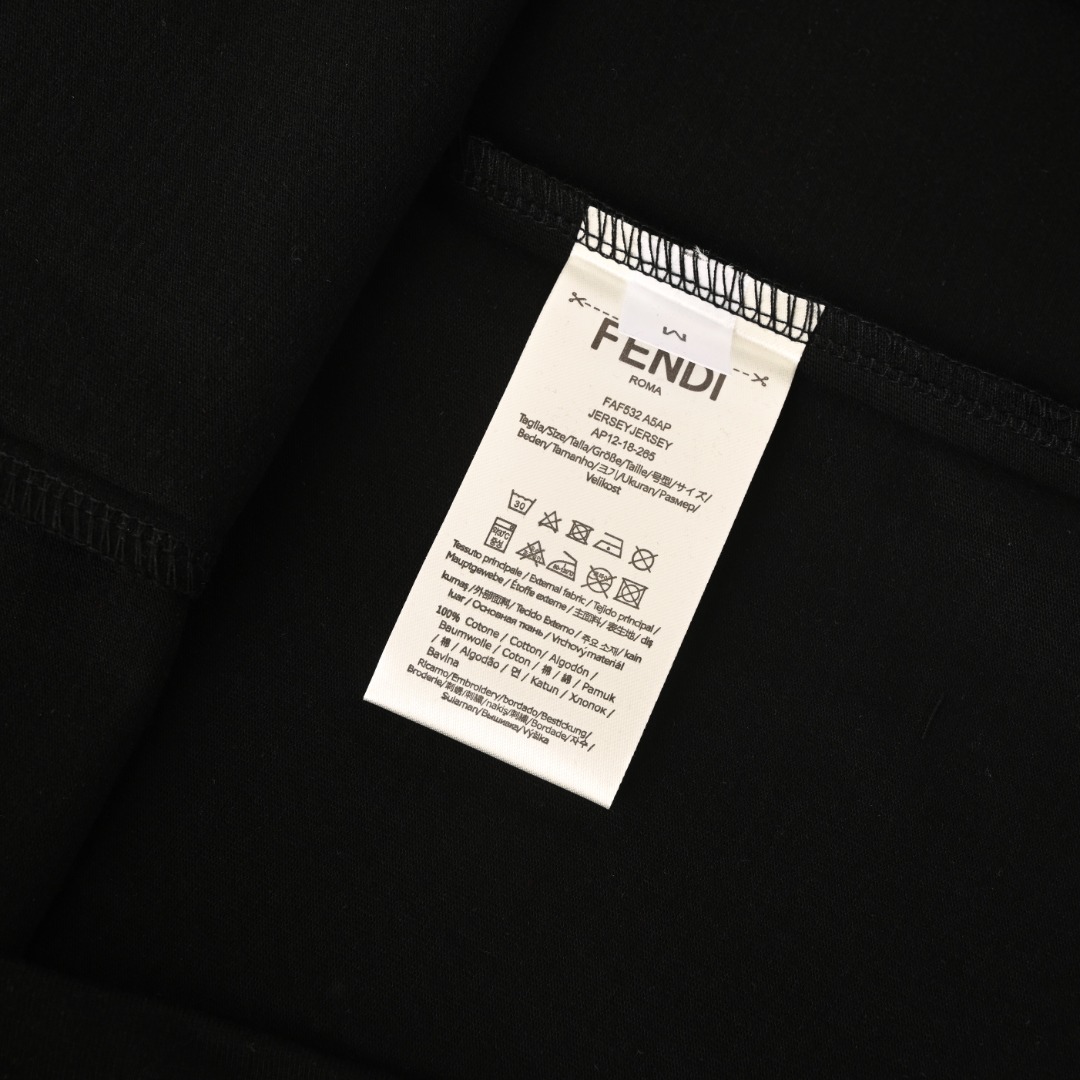 M
FENDI
ROMA
FAF532 A5AP
JERSEYJERSEY
AP12-18-265
Taglia/Size/Talla/Größe/Taille/号型/サイズ/
Beden/Tamanho/크기/Ukuran/Размер/
Velikost
30
Tessuto principale / External fabric / Tejido principal /
Mauptgewebe / Étoffe externe / 主面料/ 表生地/ dış
kumaş /外部面料/ Tecido Externo / 주요 소재/ kain
luar / Основная ткань / Vrchový materiál
100% Cotone / Cotton/ Algodón /
Baumwolle / Coton / 棉 / 綿 / Pamuk
/ 棉 / Algodão / 면 / Katun / Хлопок /
Bavlna
Ricamo/Embroidery/bordado/Bestickung/
Broderie/刺绣/刺繍/nakış/刺繡/Bordade/자수/
Sulaman/Вышивка/Výšika